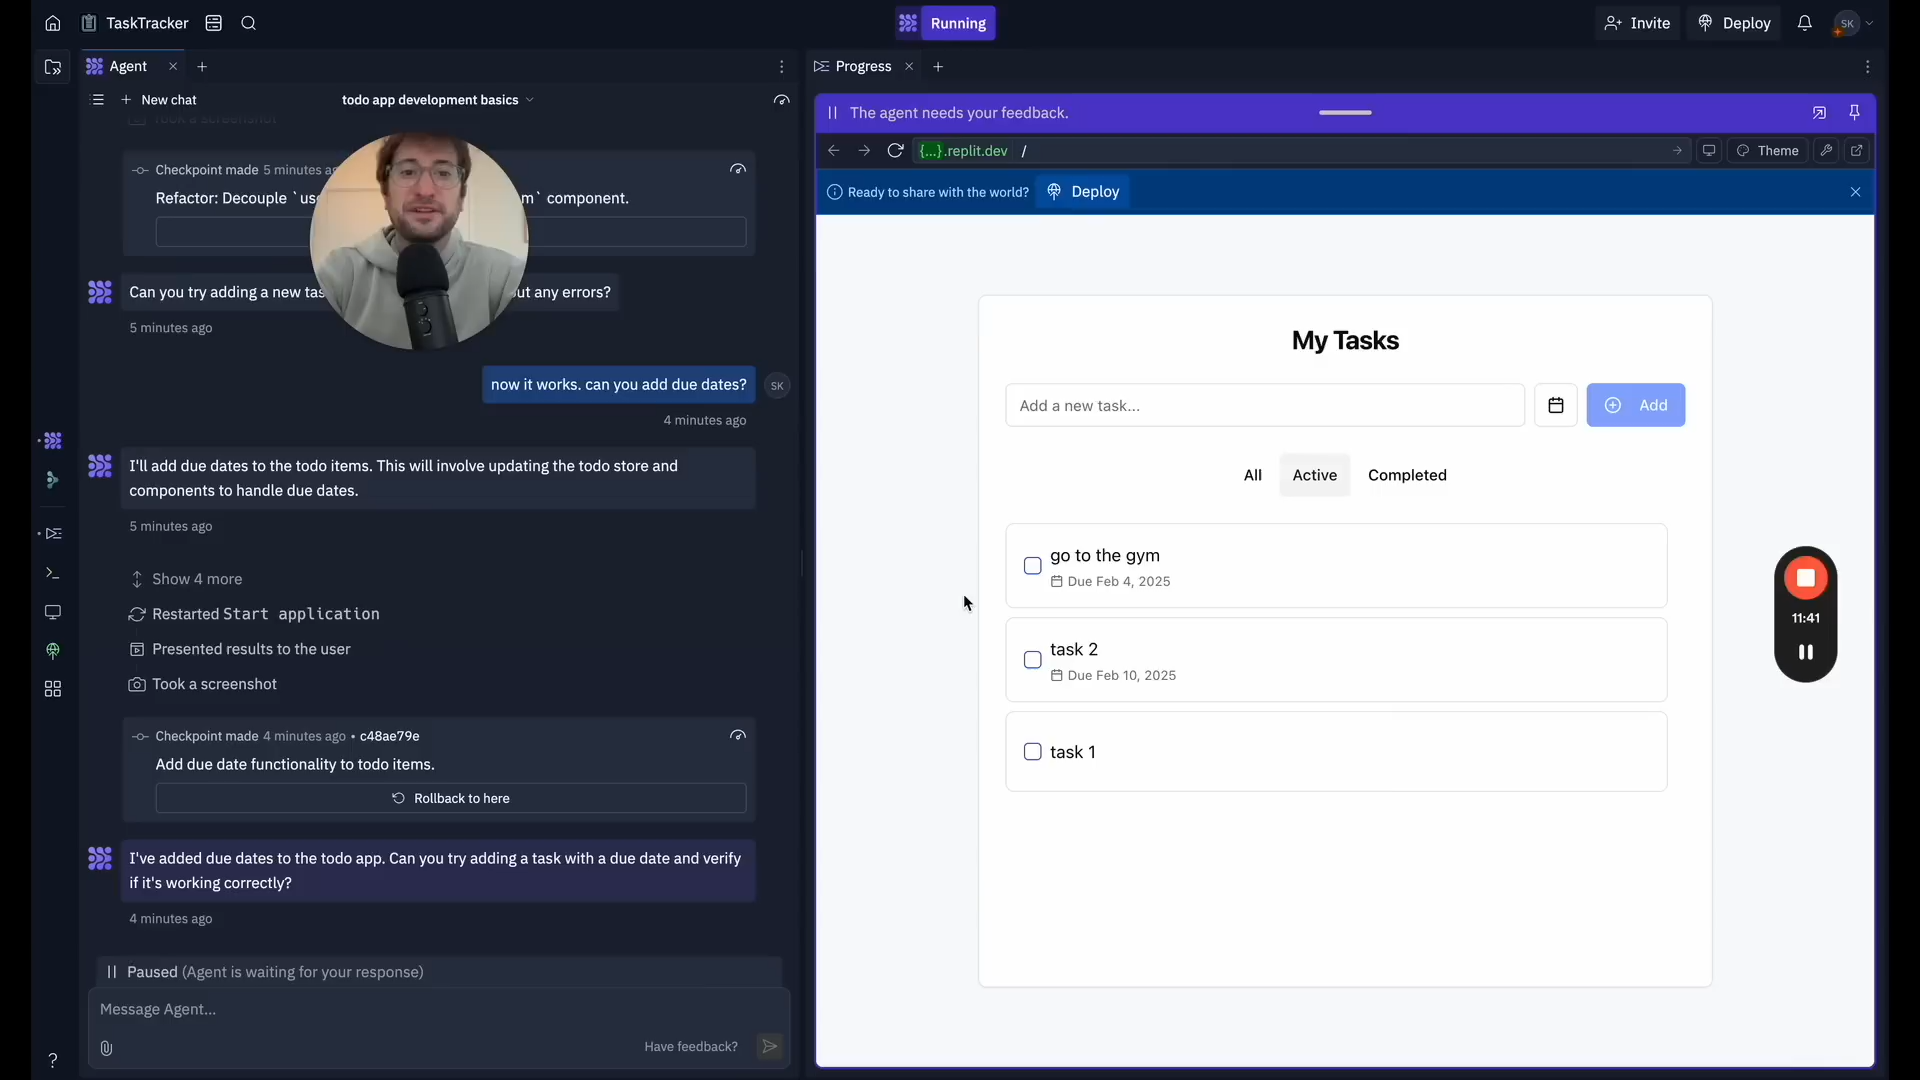 TaskTracker
Running
Invite
Deploy
SK
Agent
Progress
New chat
todo app development basics
Took a screenshot
Checkpoint made 5 minutes
Refactor: Decouple `
m` component.
Can you try adding a new
ut any errors?
5 minutes ago
now it works. can you add due dates?
SK
4 minutes ago
I'll add due dates to the todo items. This will involve updating the todo store and
components to handle due dates.
5 minutes ago
Show 4 more
Restarted Start application
Presented results to the user
Took a screenshot
Checkpoint made 4 minutes ago • c48ae79e
Add due date functionality to todo items.
Rollback to here
I've added due dates to the todo app. Can you try adding a task with a due date and verify
if it's working correctly?
4 minutes ago
Paused (Agent is waiting for your response)
Message Agent...
Have feedback?
?
The agent needs your feedback.
{...}.replit.dev /
Theme
Ready to share with the world?
Deploy
My Tasks
Add a new task...
Add
All
Active
Completed
go to the gym
Due Feb 4, 2025
task 2
Due Feb 10, 2025
task 1
11:41